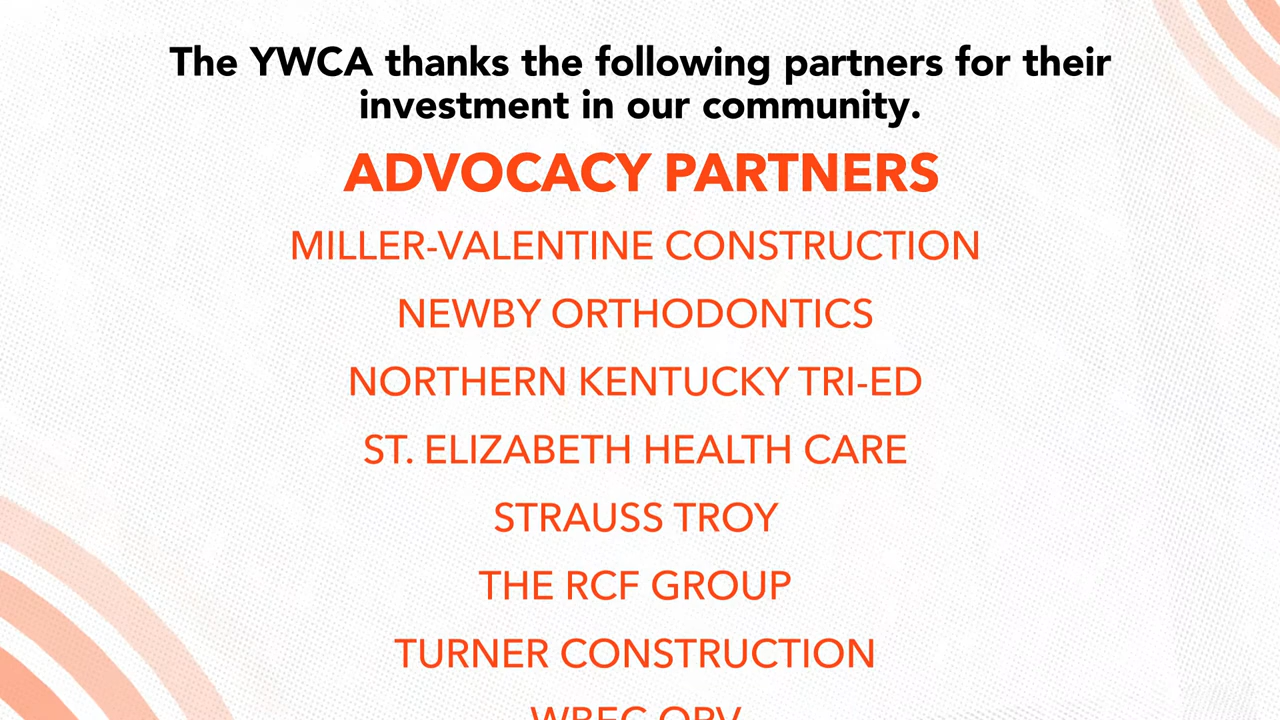 The YWCA thanks the following partners for their
investment in our community.
ADVOCACY PARTNERS
MILLER-VALENTINE CONSTRUCTION
NEWBY ORTHODONTICS
NORTHERN KENTUCKY TRI-ED
ST. ELIZABETH HEALTH CARE
STRAUSS TROY
THE RCF GROUP
TURNER CONSTRUCTION